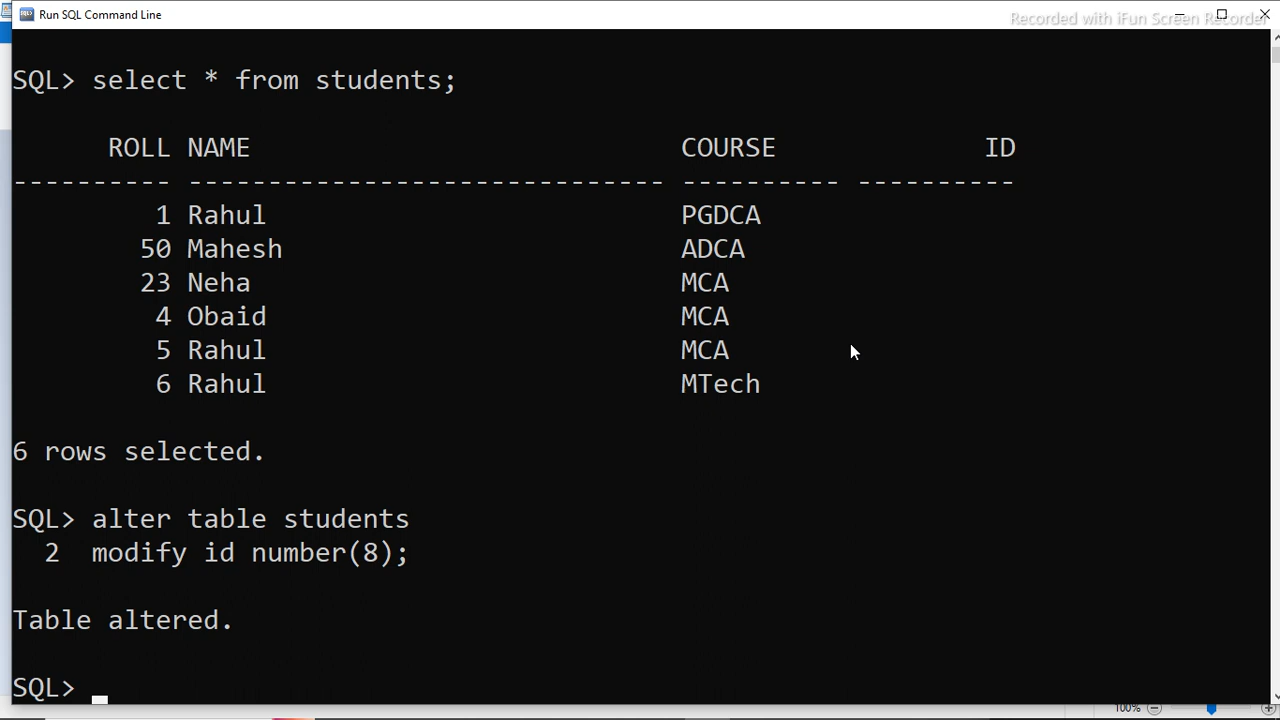 Run SQL Command Line
Recorded with iFun Screen Recorder
SQL> select * from students;
      ROLL NAME                           COURSE             ID
---------- ------------------------------ ---------- ----------
         1 Rahul                          PGDCA
        50 Mahesh                         ADCA
        23 Neha                           MCA
         4 Obaid                          MCA
         5 Rahul                          MCA
         6 Rahul                          MTech
6 rows selected.
SQL> alter table students
  2  modify id number(8);
Table altered.
SQL>
100%